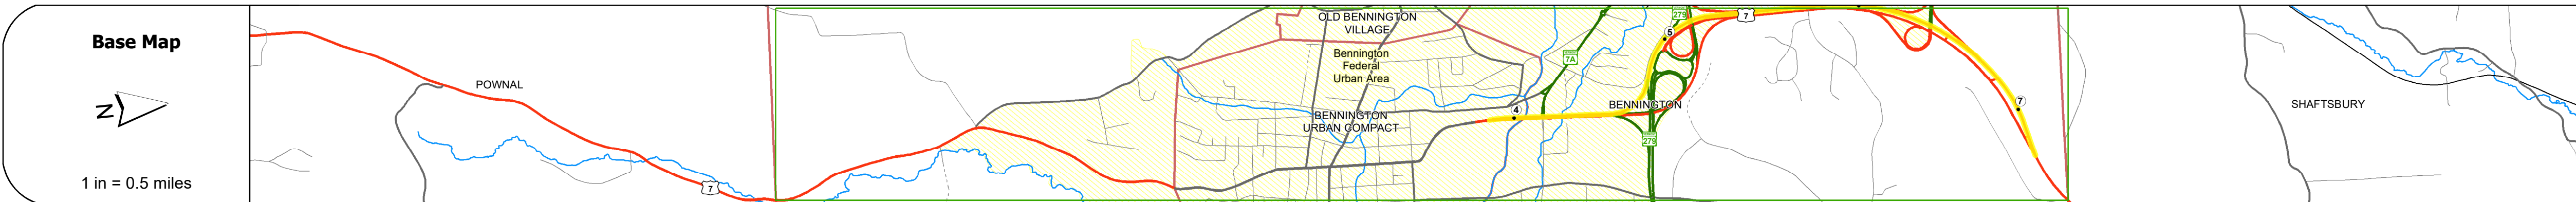 Base Map
N
1 in = 0.5 miles
POWNAL
7
OLD BENNINGTON
VILLAGE
Bennington
Federal
Urban Area
BENNINGTON
URBAN COMPACT
4
7A
BENNINGTON
279
5
279
7
7
SHAFTSBURY